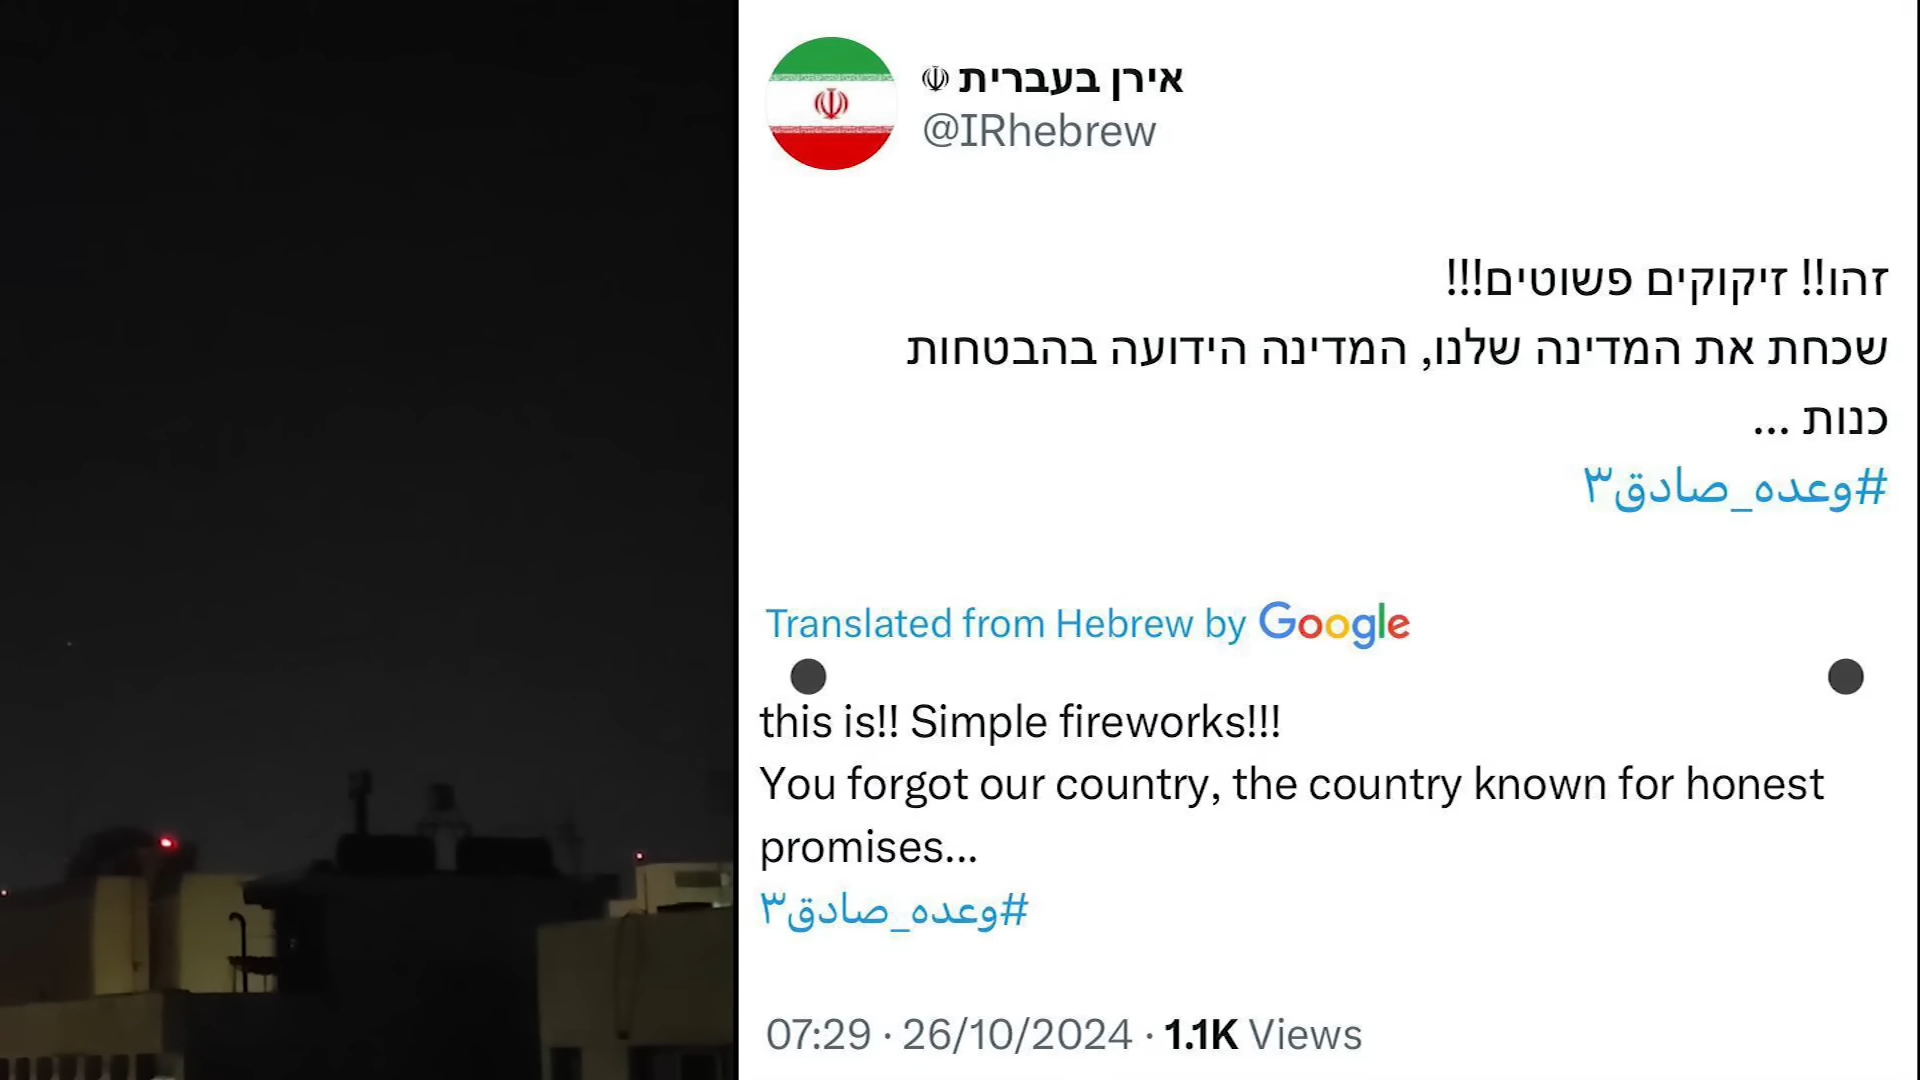 אירן בעברית
@IRhebrew
זהו!! זיקוקים פשוטים!!!
שכחת את המדינה שלנו, המדינה הידועה בהבטחות
כנות ...
#وعده_صادق۳
Translated from Hebrew by Google
this is!! Simple fireworks!!!
You forgot our country, the country known for honest
promises...
#وعده_صادق۳
07:29 · 26/10/2024 · 1.1K Views